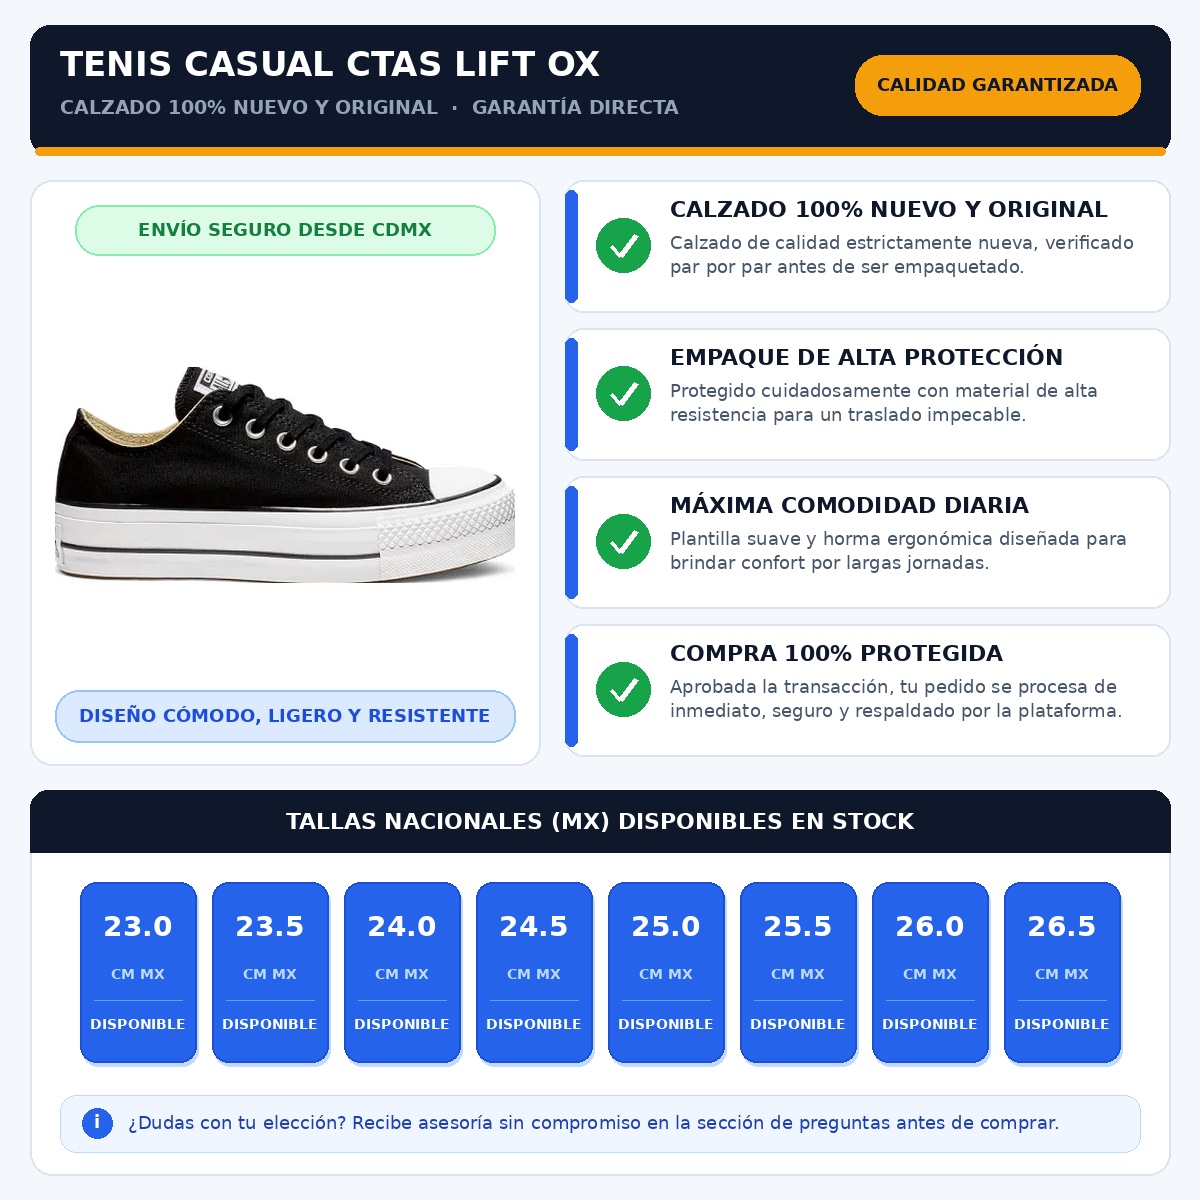 TENIS CASUAL CTAS LIFT OX
CALZADO 100% NUEVO Y ORIGINAL · GARANTÍA DIRECTA
CALIDAD GARANTIZADA
ENVÍO SEGURO DESDE CDMX
DISEÑO CÓMODO, LIGERO Y RESISTENTE
CALZADO 100% NUEVO Y ORIGINAL
Calzado de calidad estrictamente nueva, verificado
par por par antes de ser empaquetado.
EMPAQUE DE ALTA PROTECCIÓN
Protegido cuidadosamente con material de alta
resistencia para un traslado impecable.
MÁXIMA COMODIDAD DIARIA
Plantilla suave y horma ergonómica diseñada para
brindar confort por largas jornadas.
COMPRA 100% PROTEGIDA
Aprobada la transacción, tu pedido se procesa de
inmediato, seguro y respaldado por la plataforma.
TALLAS NACIONALES (MX) DISPONIBLES EN STOCK
23.0 23.5 24.0 24.5 25.0 25.5 26.0 26.5
CM MX CM MX CM MX CM MX CM MX CM MX CM MX CM MX
DISPONIBLE DISPONIBLE DISPONIBLE DISPONIBLE DISPONIBLE DISPONIBLE DISPONIBLE DISPONIBLE
i ¿Dudas con tu elección? Recibe asesoría sin compromiso en la sección de preguntas antes de comprar.